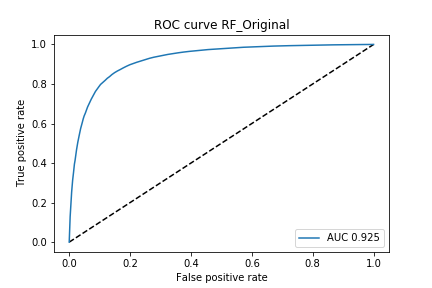 ROC curve RF_Original
True positive rate
1.0
0.8
0.6
0.4
0.2
0.0
AUC 0.925
0.0 0.2 0.4 0.6 0.8 1.0
False positive rate